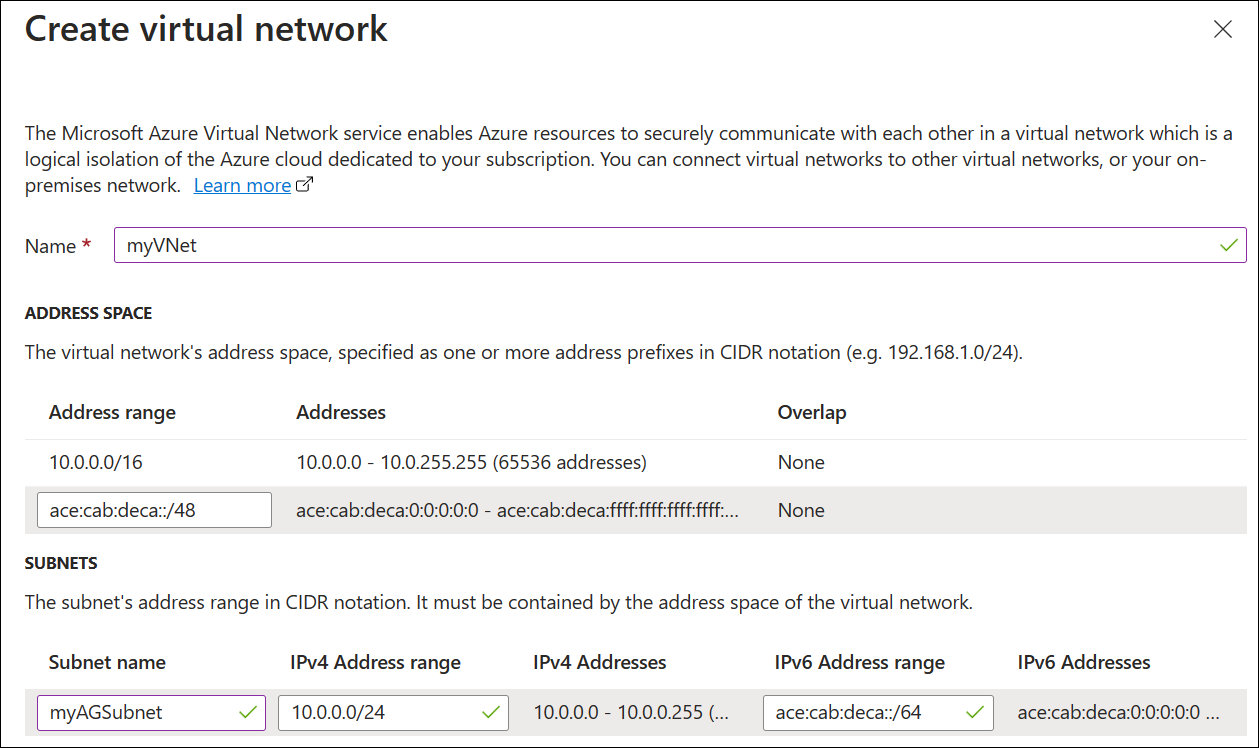 Create virtual network
The Microsoft Azure Virtual Network service enables Azure resources to securely communicate with each other in a virtual network which is a
logical isolation of the Azure cloud dedicated to your subscription. You can connect virtual networks to other virtual networks, or your on-
premises network. Learn more
Name * myVNet
ADDRESS SPACE
The virtual network's address space, specified as one or more address prefixes in CIDR notation (e.g. 192.168.1.0/24).
Address range Addresses Overlap
10.0.0.0/16 10.0.0.0 - 10.0.255.255 (65536 addresses) None
ace:cab:deca::/48 ace:cab:deca:0:0:0:0:0 - ace:cab:deca:ffff:ffff:ffff:ffff:... None
SUBNETS
The subnet's address range in CIDR notation. It must be contained by the address space of the virtual network.
Subnet name IPv4 Address range IPv4 Addresses IPv6 Address range IPv6 Addresses
myAGSubnet 10.0.0.0/24 10.0.0.0 - 10.0.0.255 (... ace:cab:deca::/64 ace:cab:deca:0:0:0:0:0 ...